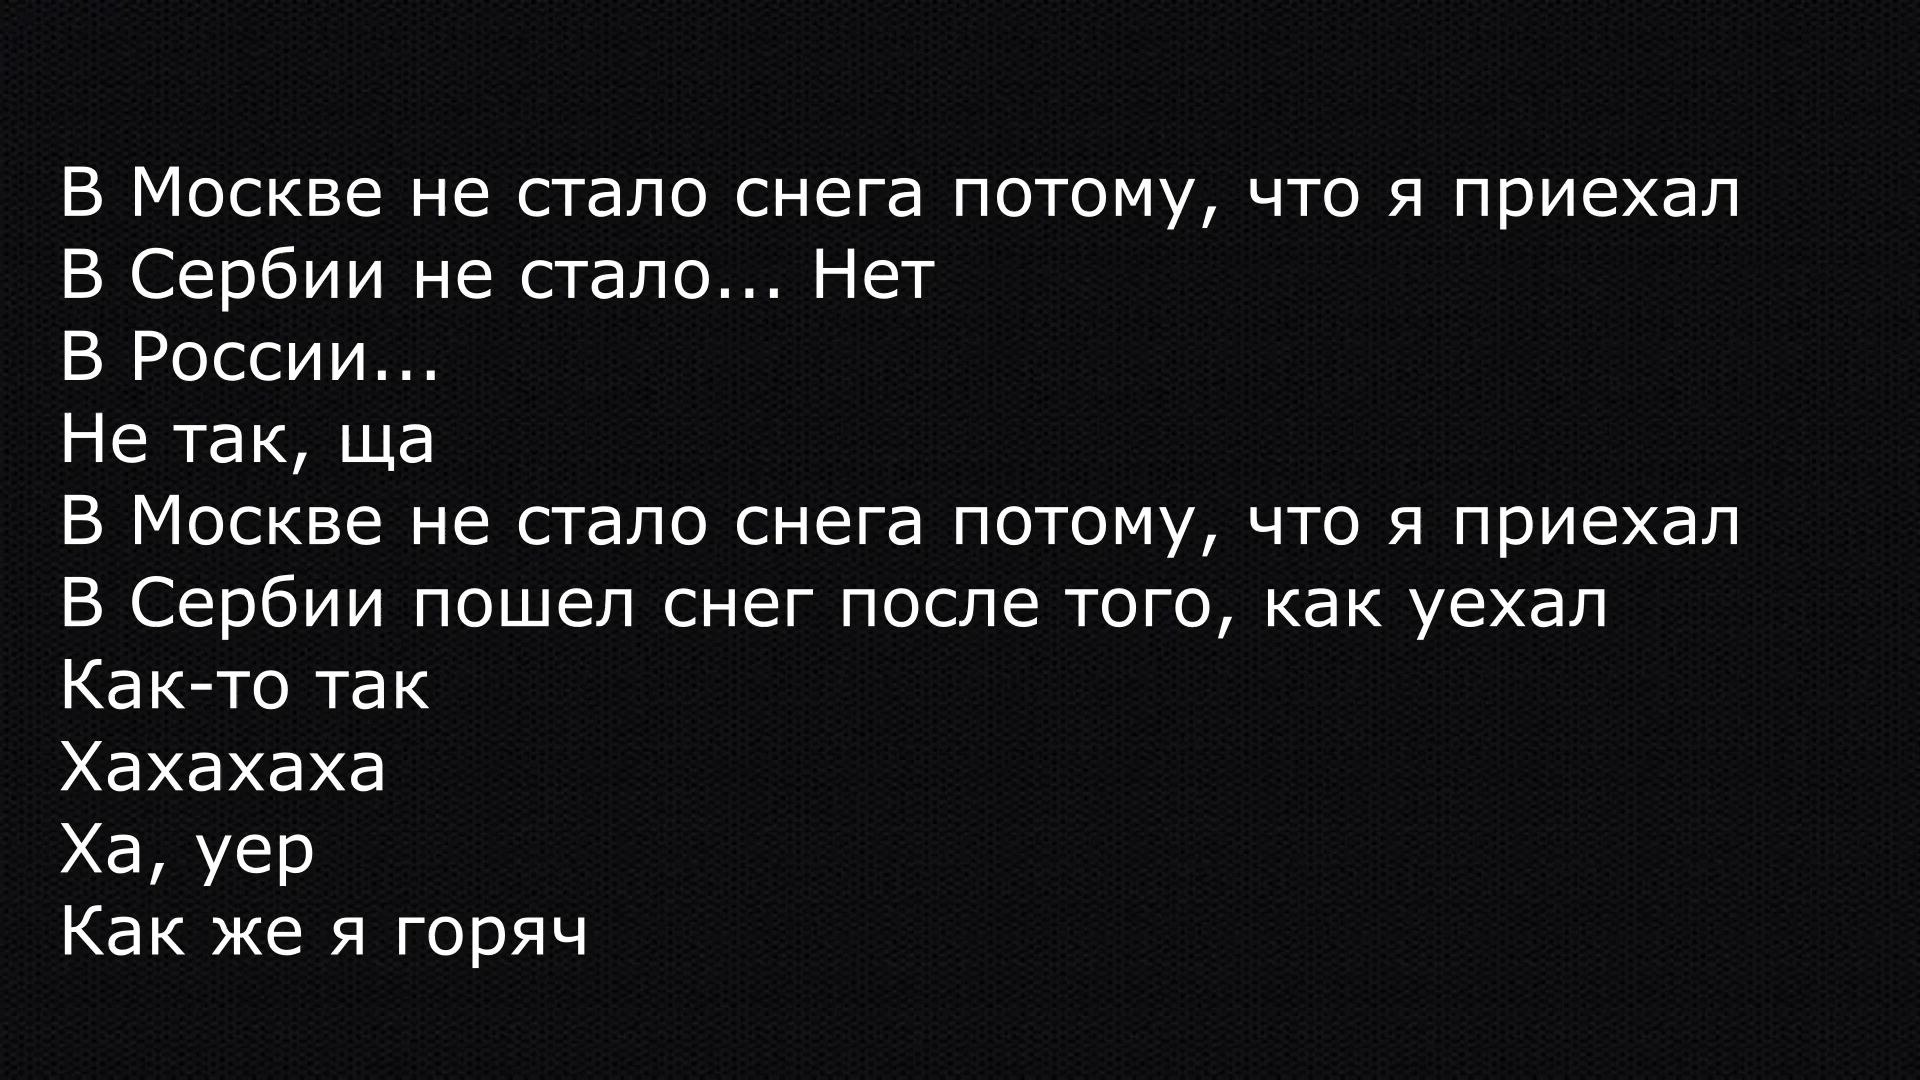 В Москве не стало снега потому, что я приехал
В Сербии не стало... Нет
В России...
Не так, ща
В Москве не стало снега потому, что я приехал
В Сербии пошел снег после того, как уехал
Как-то так
Хахахаха
Ха, уер
Как же я горяч